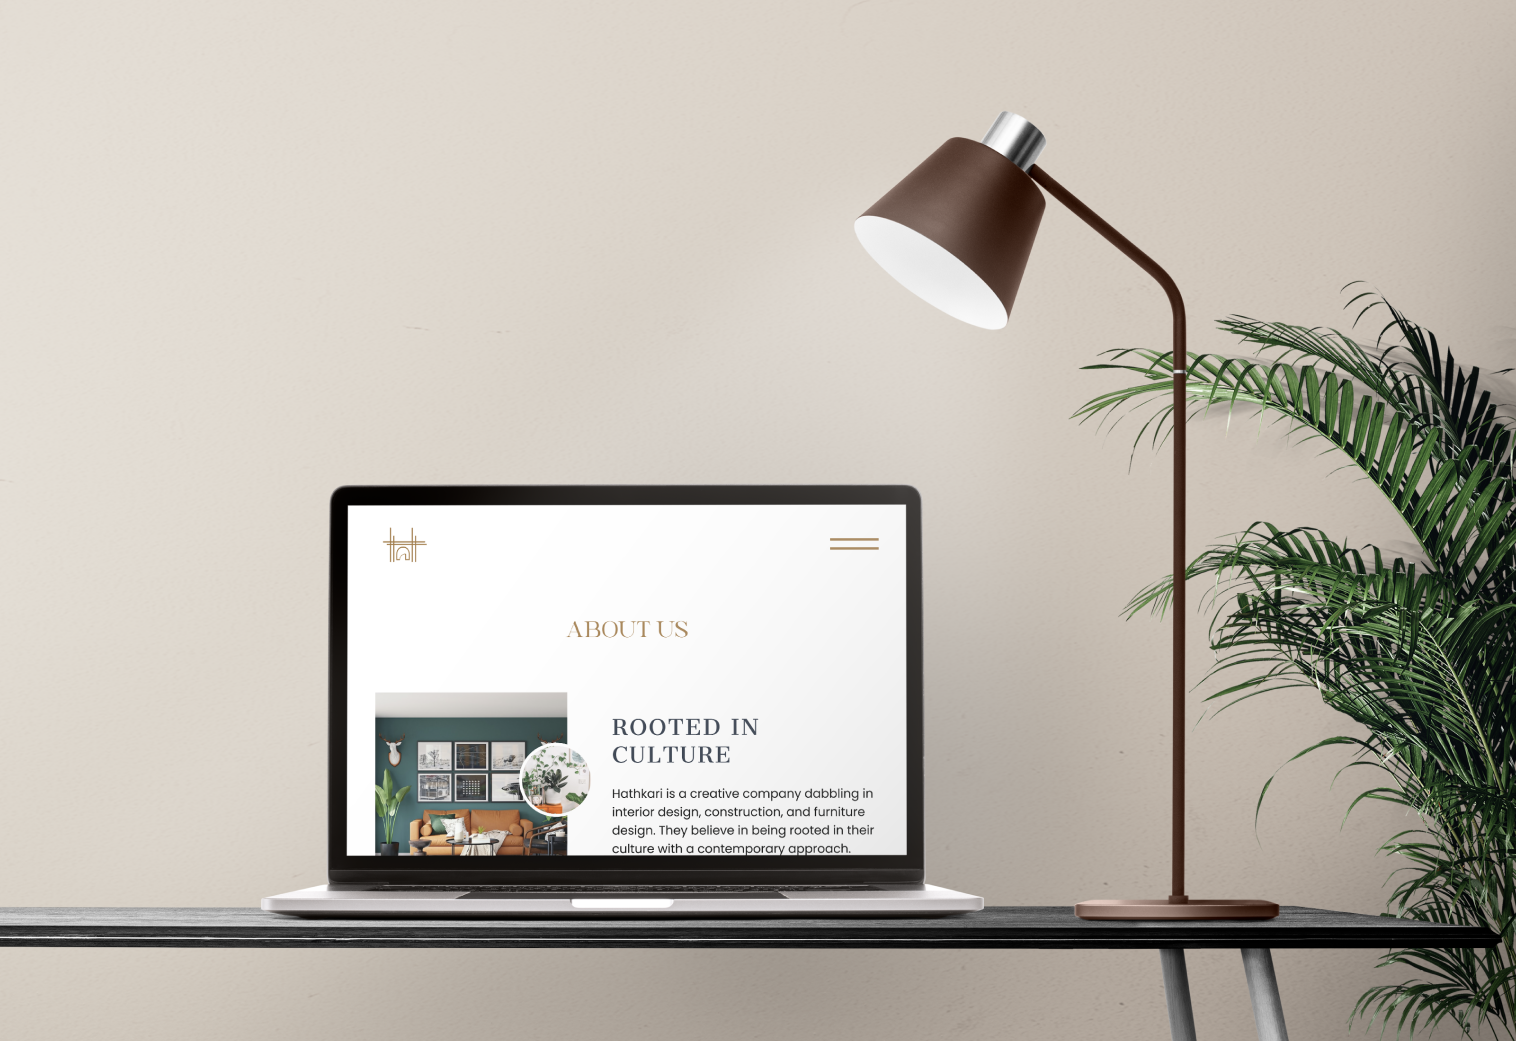 ABOUT US
ROOTED IN
CULTURE
Hathkari is a creative company dabbling in
interior design, construction, and furniture
design. They believe in being rooted in their
culture with a contemporary approach.